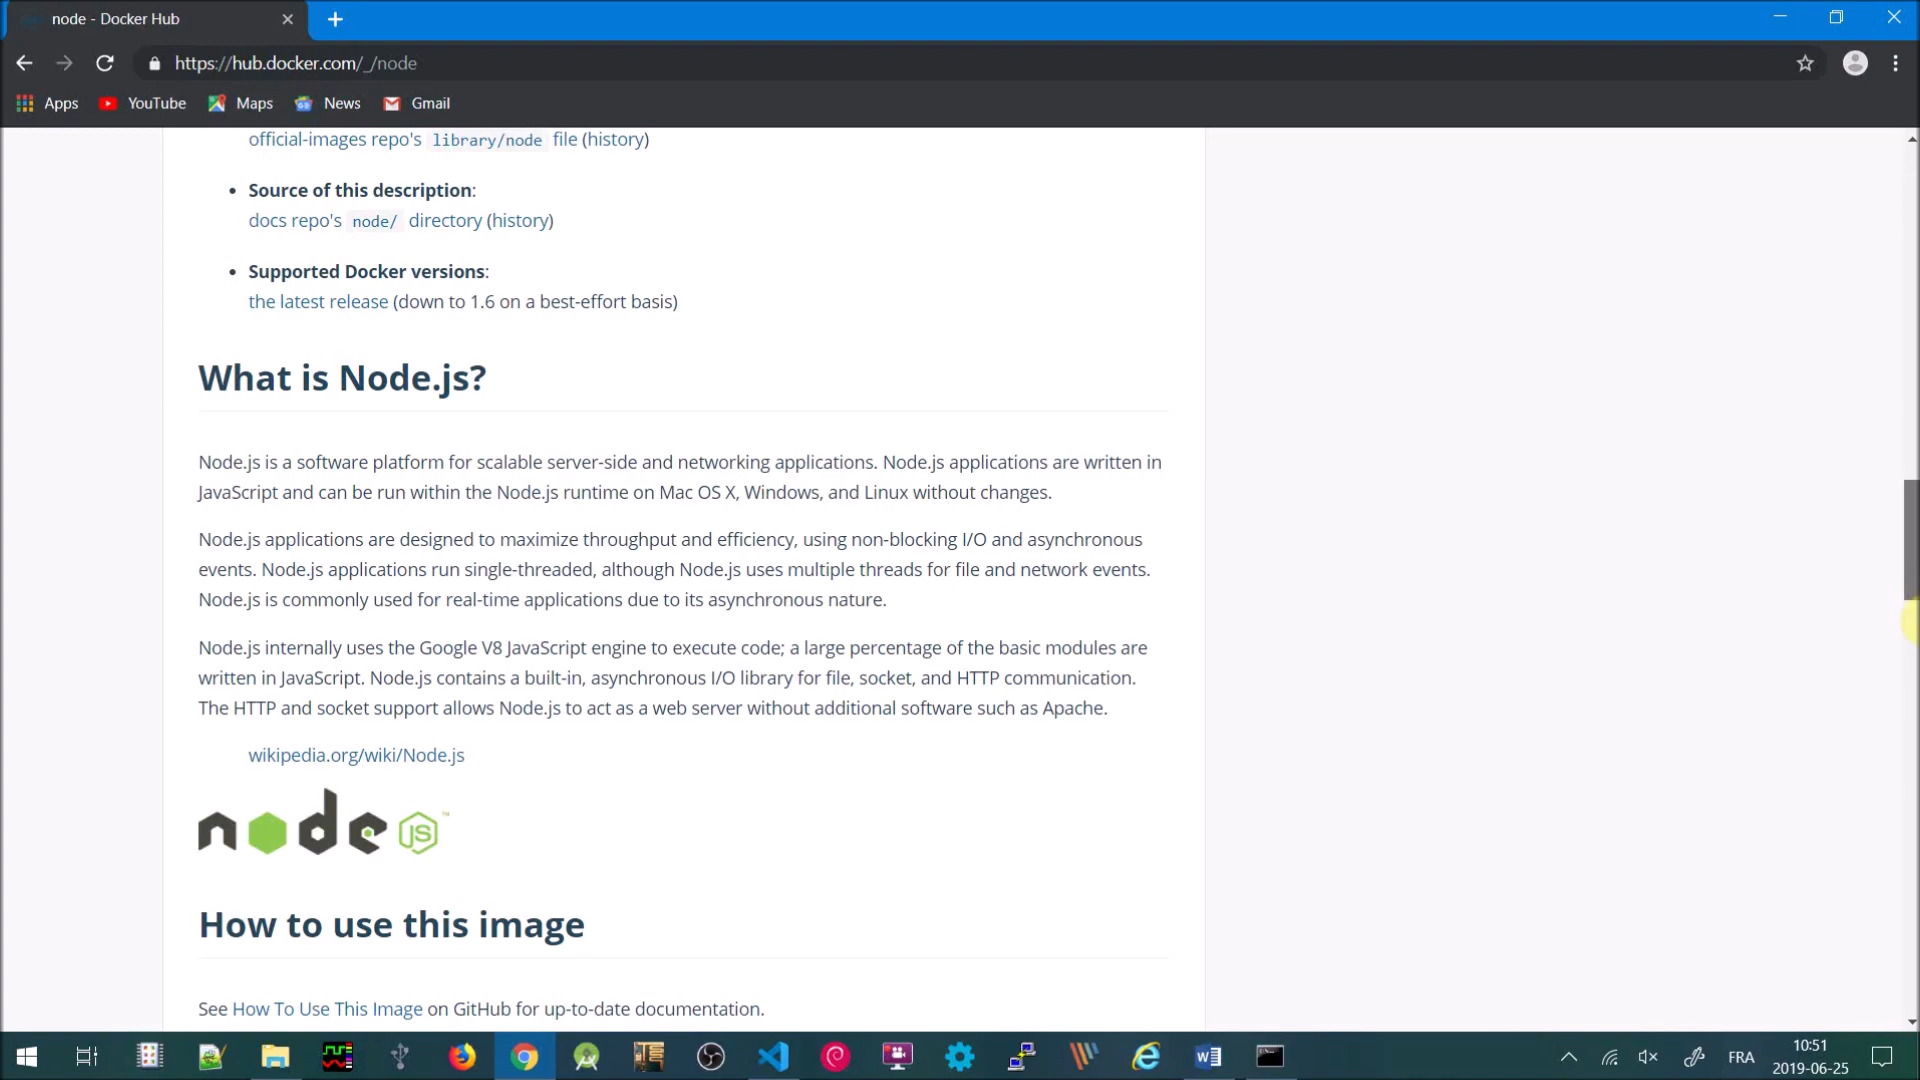 node - Docker Hub
https://hub.docker.com/_/node
Apps YouTube Maps News Gmail
official-images repo's library/node file (history)
• Source of this description:
docs repo's node/ directory (history)
• Supported Docker versions:
the latest release (down to 1.6 on a best-effort basis)
What is Node.js?
Node.js is a software platform for scalable server-side and networking applications. Node.js applications are written in
JavaScript and can be run within the Node.js runtime on Mac OS X, Windows, and Linux without changes.
Node.js applications are designed to maximize throughput and efficiency, using non-blocking I/O and asynchronous
events. Node.js applications run single-threaded, although Node.js uses multiple threads for file and network events.
Node.js is commonly used for real-time applications due to its asynchronous nature.
Node.js internally uses the Google V8 JavaScript engine to execute code; a large percentage of the basic modules are
written in JavaScript. Node.js contains a built-in, asynchronous I/O library for file, socket, and HTTP communication.
The HTTP and socket support allows Node.js to act as a web server without additional software such as Apache.
wikipedia.org/wiki/Node.js
node JS ™
How to use this image
See How To Use This Image on GitHub for up-to-date documentation.
FRA
10:51
2019-06-25